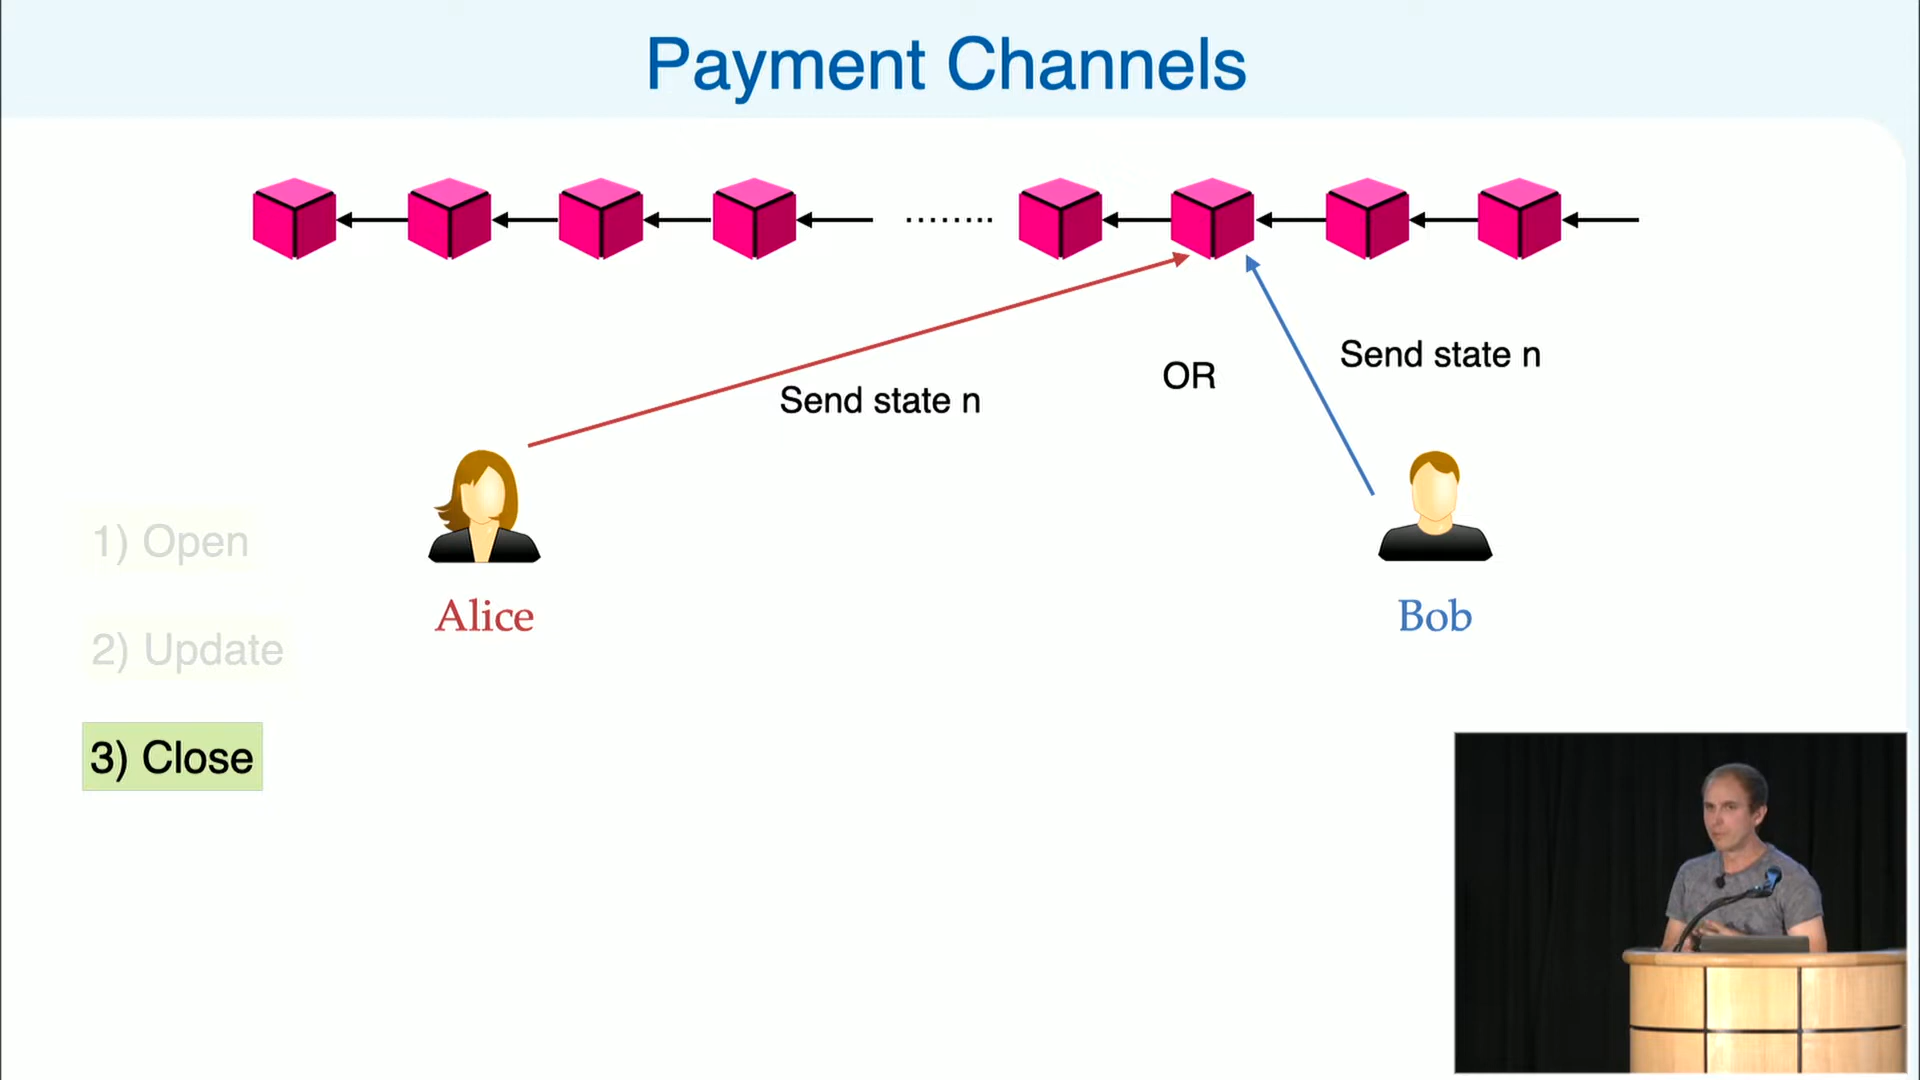 Payment Channels
Send state n
OR
Send state n
Alice
Bob
1) Open
2) Update
3) Close